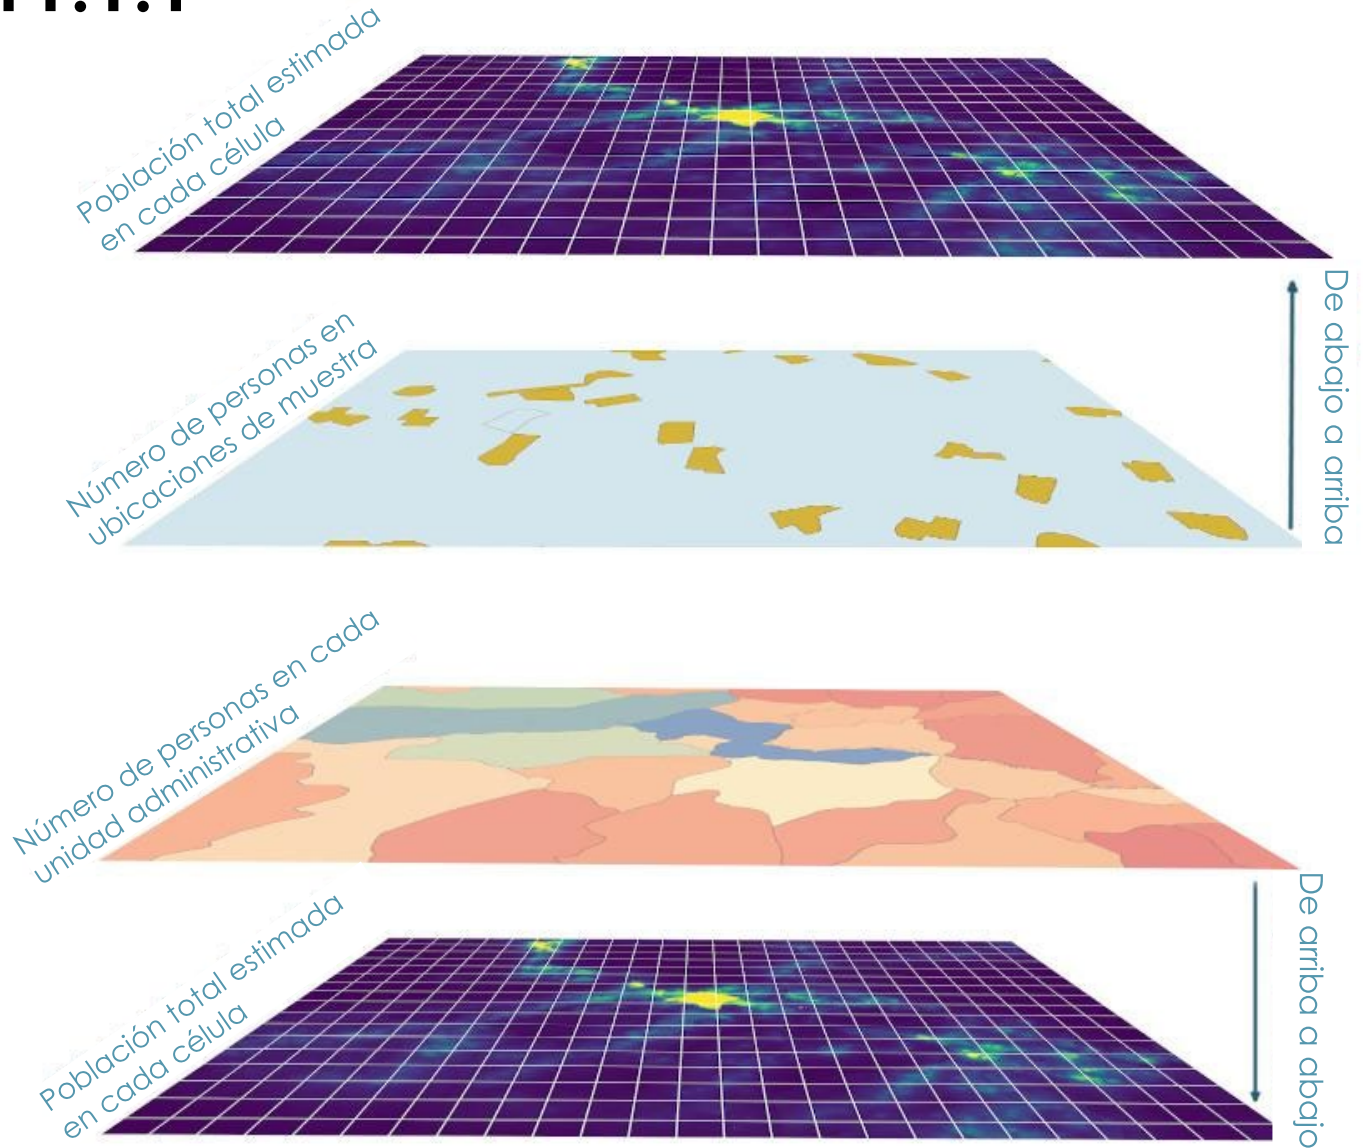 Población total estimada
en cada célula
De abajo a arriba
Número de personas en
ubicaciones de muestra
Número de personas en cada
unidad administrativa
De arriba a abajo
Población total estimada
en cada célula